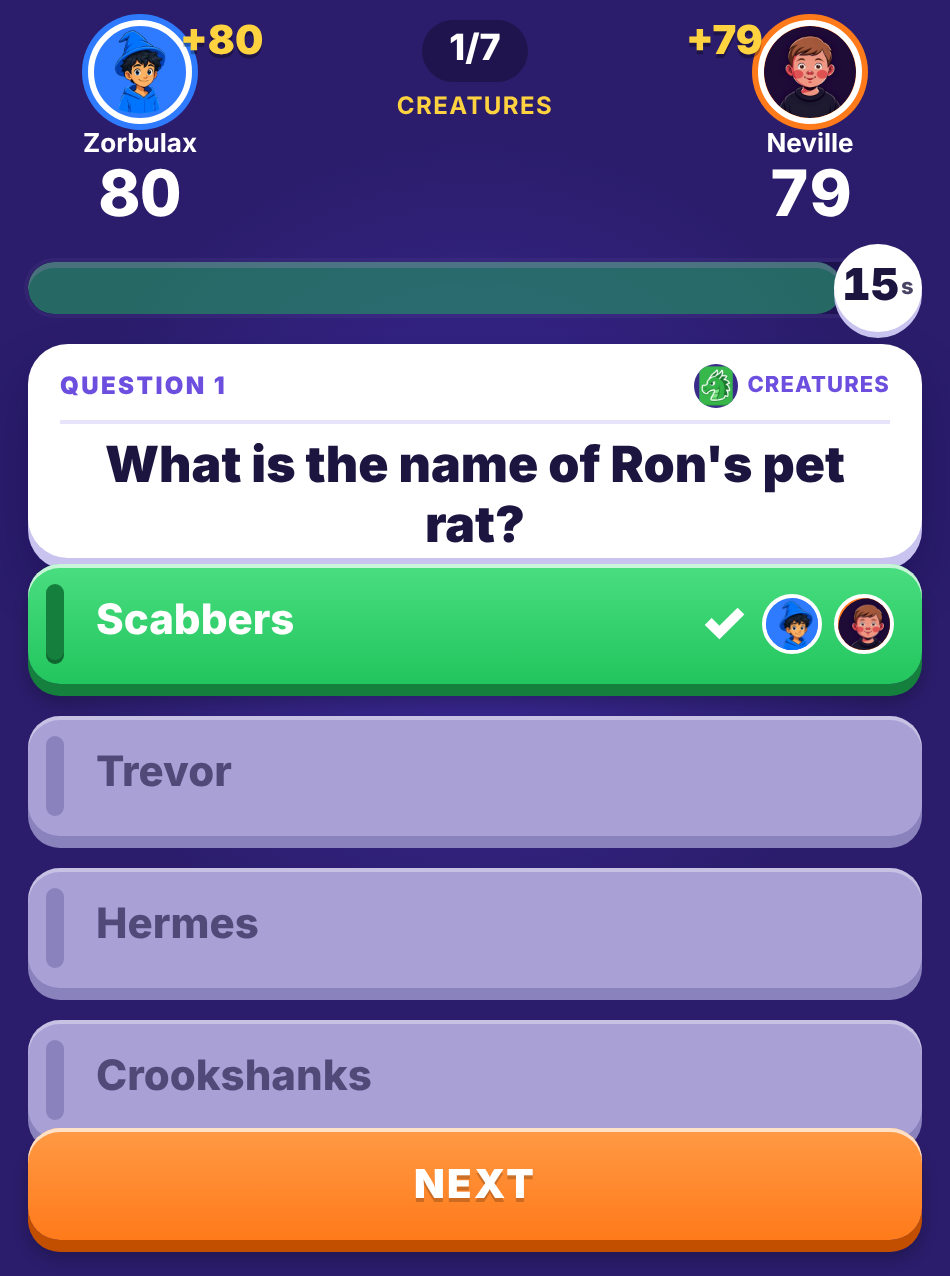 +80
1/7
+79
CREATURES
Zorbulax
Neville
80
79
15s
QUESTION 1
CREATURES
What is the name of Ron's pet
rat?
Scabbers
Trevor
Hermes
Crookshanks
NEXT